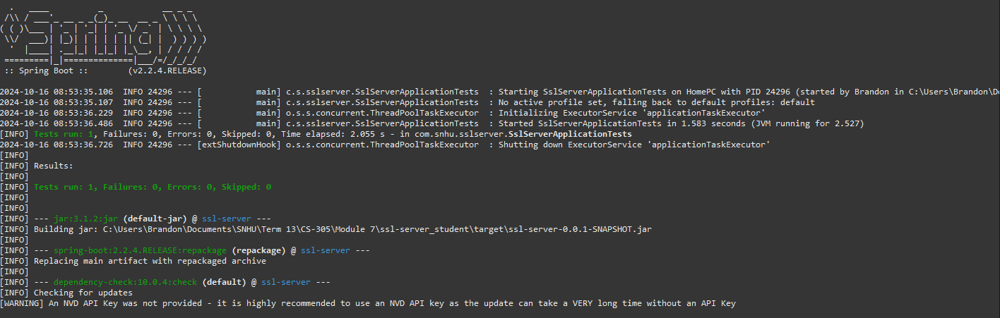 .   ____          _            __ _ _
 /\\ / ___'_ __ _ _(_)_ __  __ _ \ \ \ \
( ( )\___ | '_ | '_| | '_ \/ _` | \ \ \ \
 \\/  ___)| |_)| | | | | || (_| |  ) ) ) )
  '  |____| .__|_| |_|_| |_\__, | / / / /
 =========|_|==============|___/=/_/_/_/
 :: Spring Boot ::        (v2.2.4.RELEASE)
2024-10-16 08:53:35.106  INFO 24296 --- [           main] c.s.sslserver.SslServerApplicationTests  : Starting SslServerApplicationTests on HomePC with PID 24296 (started by Brandon in C:\Users\Brandon\Do
2024-10-16 08:53:35.107  INFO 24296 --- [           main] c.s.sslserver.SslServerApplicationTests  : No active profile set, falling back to default profiles: default
2024-10-16 08:53:36.229  INFO 24296 --- [           main] o.s.s.concurrent.ThreadPoolTaskExecutor  : Initializing ExecutorService 'applicationTaskExecutor'
2024-10-16 08:53:36.486  INFO 24296 --- [           main] c.s.sslserver.SslServerApplicationTests  : Started SslServerApplicationTests in 1.583 seconds (JVM running for 2.527)
[INFO] Tests run: 1, Failures: 0, Errors: 0, Skipped: 0, Time elapsed: 2.055 s - in com.snhu.sslserver.SslServerApplicationTests
2024-10-16 08:53:36.726  INFO 24296 --- [extShutdownHook] o.s.s.concurrent.ThreadPoolTaskExecutor  : Shutting down ExecutorService 'applicationTaskExecutor'
[INFO]
[INFO] Results:
[INFO]
[INFO] Tests run: 1, Failures: 0, Errors: 0, Skipped: 0
[INFO]
[INFO]
[INFO] --- jar:3.1.2:jar (default-jar) @ ssl-server ---
[INFO] Building jar: C:\Users\Brandon\Documents\SNHU\Term 13\CS-305\Module 7\ssl-server_student\target\ssl-server-0.0.1-SNAPSHOT.jar
[INFO]
[INFO] --- spring-boot:2.2.4.RELEASE:repackage (repackage) @ ssl-server ---
[INFO] Replacing main artifact with repackaged archive
[INFO]
[INFO] --- dependency-check:10.0.4:check (default) @ ssl-server ---
[INFO] Checking for updates
[WARNING] An NVD API Key was not provided - it is highly recommended to use an NVD API key as the update can take a VERY long time without an API Key